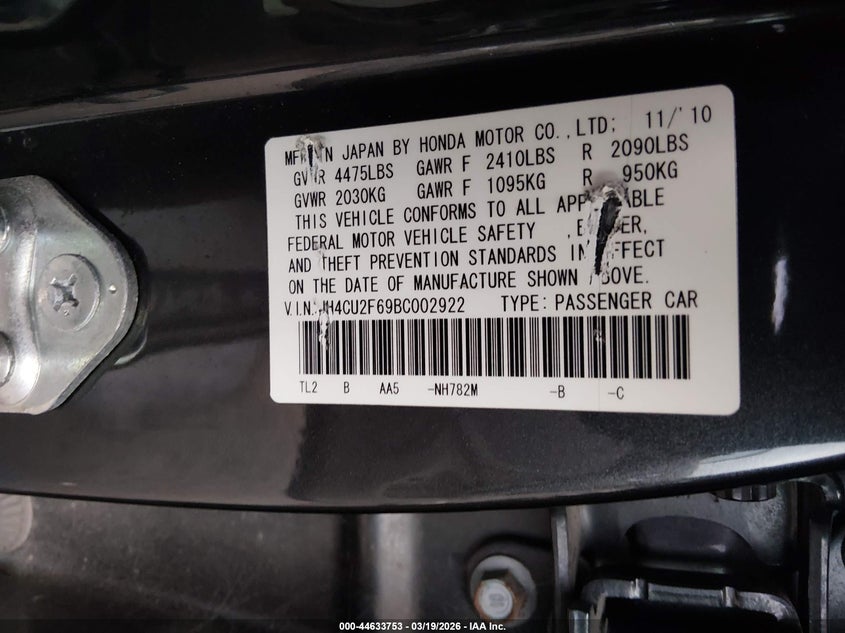 MFR IN JAPAN BY HONDA MOTOR CO., LTD; 11/'10
GVWR 4475LBS GAWR F 2410LBS R 2090LBS
GVWR 2030KG GAWR F 1095KG R 950KG
THIS VEHICLE CONFORMS TO ALL APPLICABLE
FEDERAL MOTOR VEHICLE SAFETY ,BUMPER,
AND THEFT PREVENTION STANDARDS IN EFFECT
ON THE DATE OF MANUFACTURE SHOWN ABOVE.
V.I.N: JH4CU2F69BC002922 TYPE: PASSENGER CAR
TL2 B AA5 -NH782M -B -C
000-44633753 - 03/19/2026 - IAA Inc.